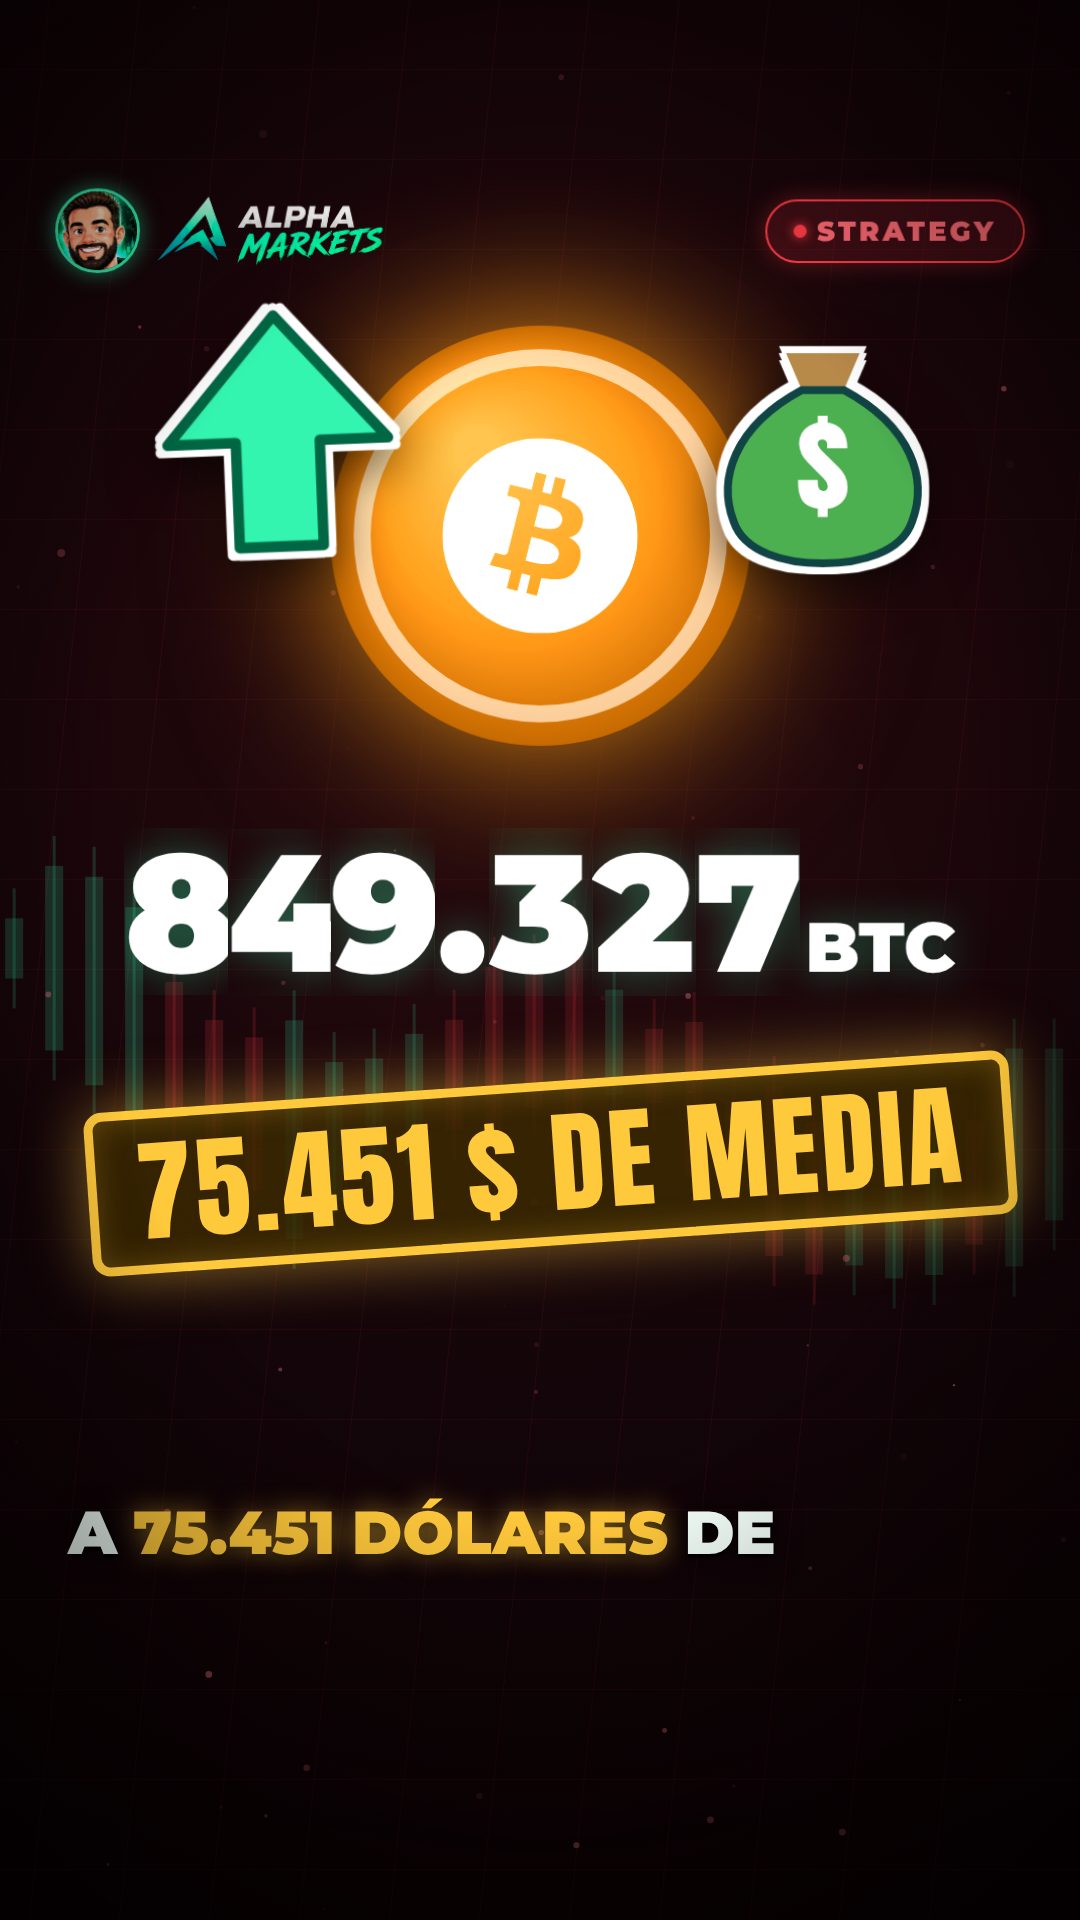 ALPHA
MARKETS
STRATEGY
849.327 BTC
75.451 $ DE MEDIA
A 75.451 DÓLARES DE